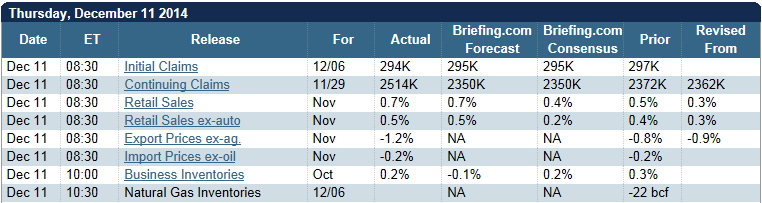 Thursday, December 11 2014
Date ET Release For Actual Briefing.com Forecast Briefing.com Consensus Prior Revised From
Dec 11 08:30 Initial Claims 12/06 294K 295K 295K 297K
Dec 11 08:30 Continuing Claims 11/29 2514K 2350K 2350K 2372K 2362K
Dec 11 08:30 Retail Sales Nov 0.7% 0.7% 0.4% 0.5% 0.3%
Dec 11 08:30 Retail Sales ex-auto Nov 0.5% 0.5% 0.2% 0.4% 0.3%
Dec 11 08:30 Export Prices ex-ag. Nov -1.2% NA NA -0.8% -0.9%
Dec 11 08:30 Import Prices ex-oil Nov -0.2% NA NA -0.2%
Dec 11 10:00 Business Inventories Oct 0.2% -0.1% 0.2% 0.3%
Dec 11 10:30 Natural Gas Inventories 12/06 NA NA -22 bcf